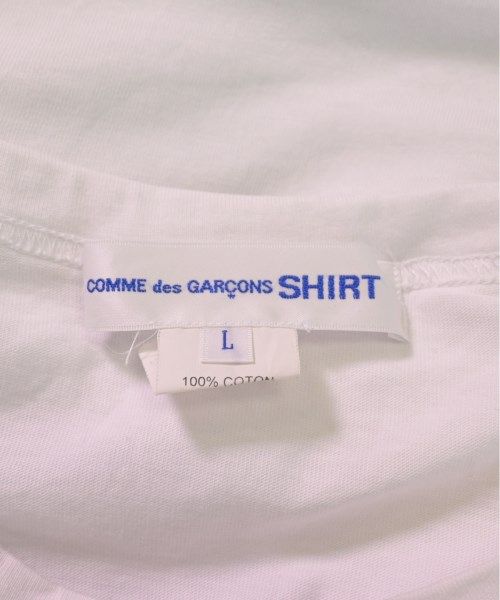 COMME des GARÇONS SHIRT
L
100% COTON